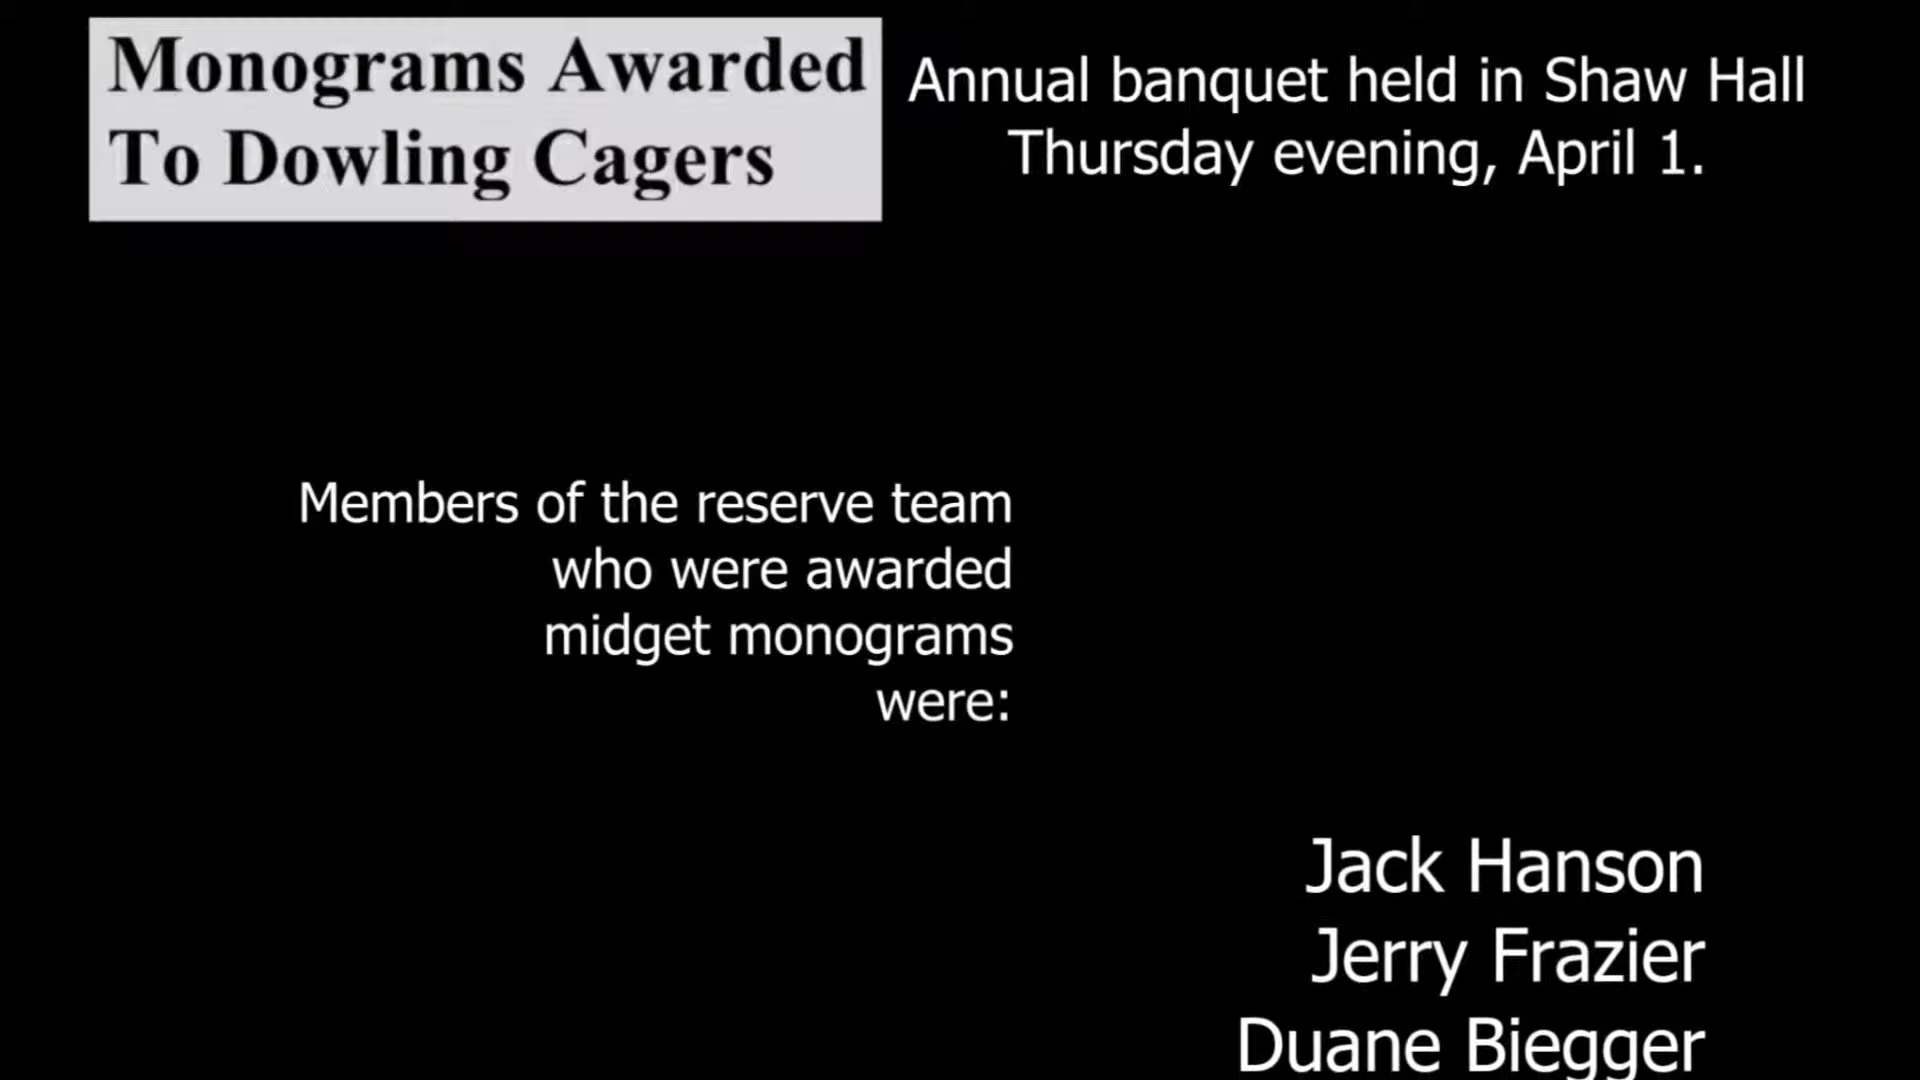 Monograms Awarded
To Dowling Cagers
Annual banquet held in Shaw Hall
Thursday evening, April 1.
Members of the reserve team
who were awarded
midget monograms
were:
Jack Hanson
Jerry Frazier
Duane Biegger